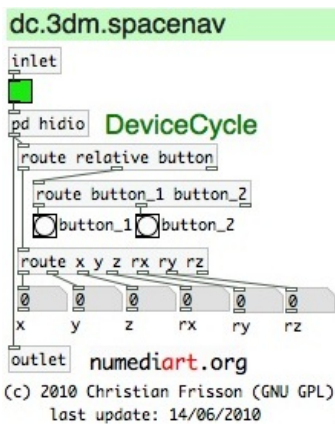 dc.3dm.spacenav
inlet
pd hidio
DeviceCycle
route relative button
route button_1 button_2
button_1 button_2
route x y z rx ry rz
0 0 0 0 0 0
x y z rx ry rz
outlet numediart.org
(c) 2010 Christian Frisson (GNU GPL)
last update: 14/06/2010